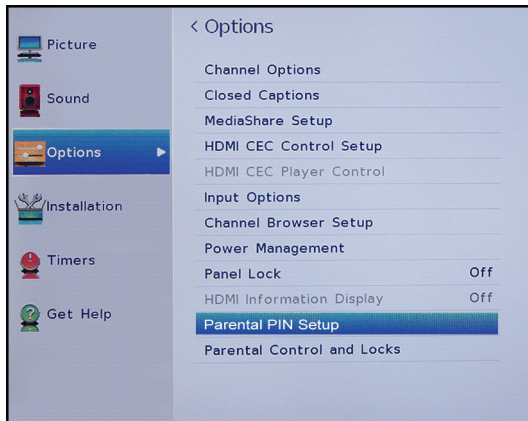 Picture
Sound
Options
Installation
Timers
Get Help
< Options
Channel Options
Closed Captions
MediaShare Setup
HDMI CEC Control Setup
HDMI CEC Player Control
Input Options
Channel Browser Setup
Power Management
Panel Lock Off
HDMI Information Display Off
Parental PIN Setup
Parental Control and Locks